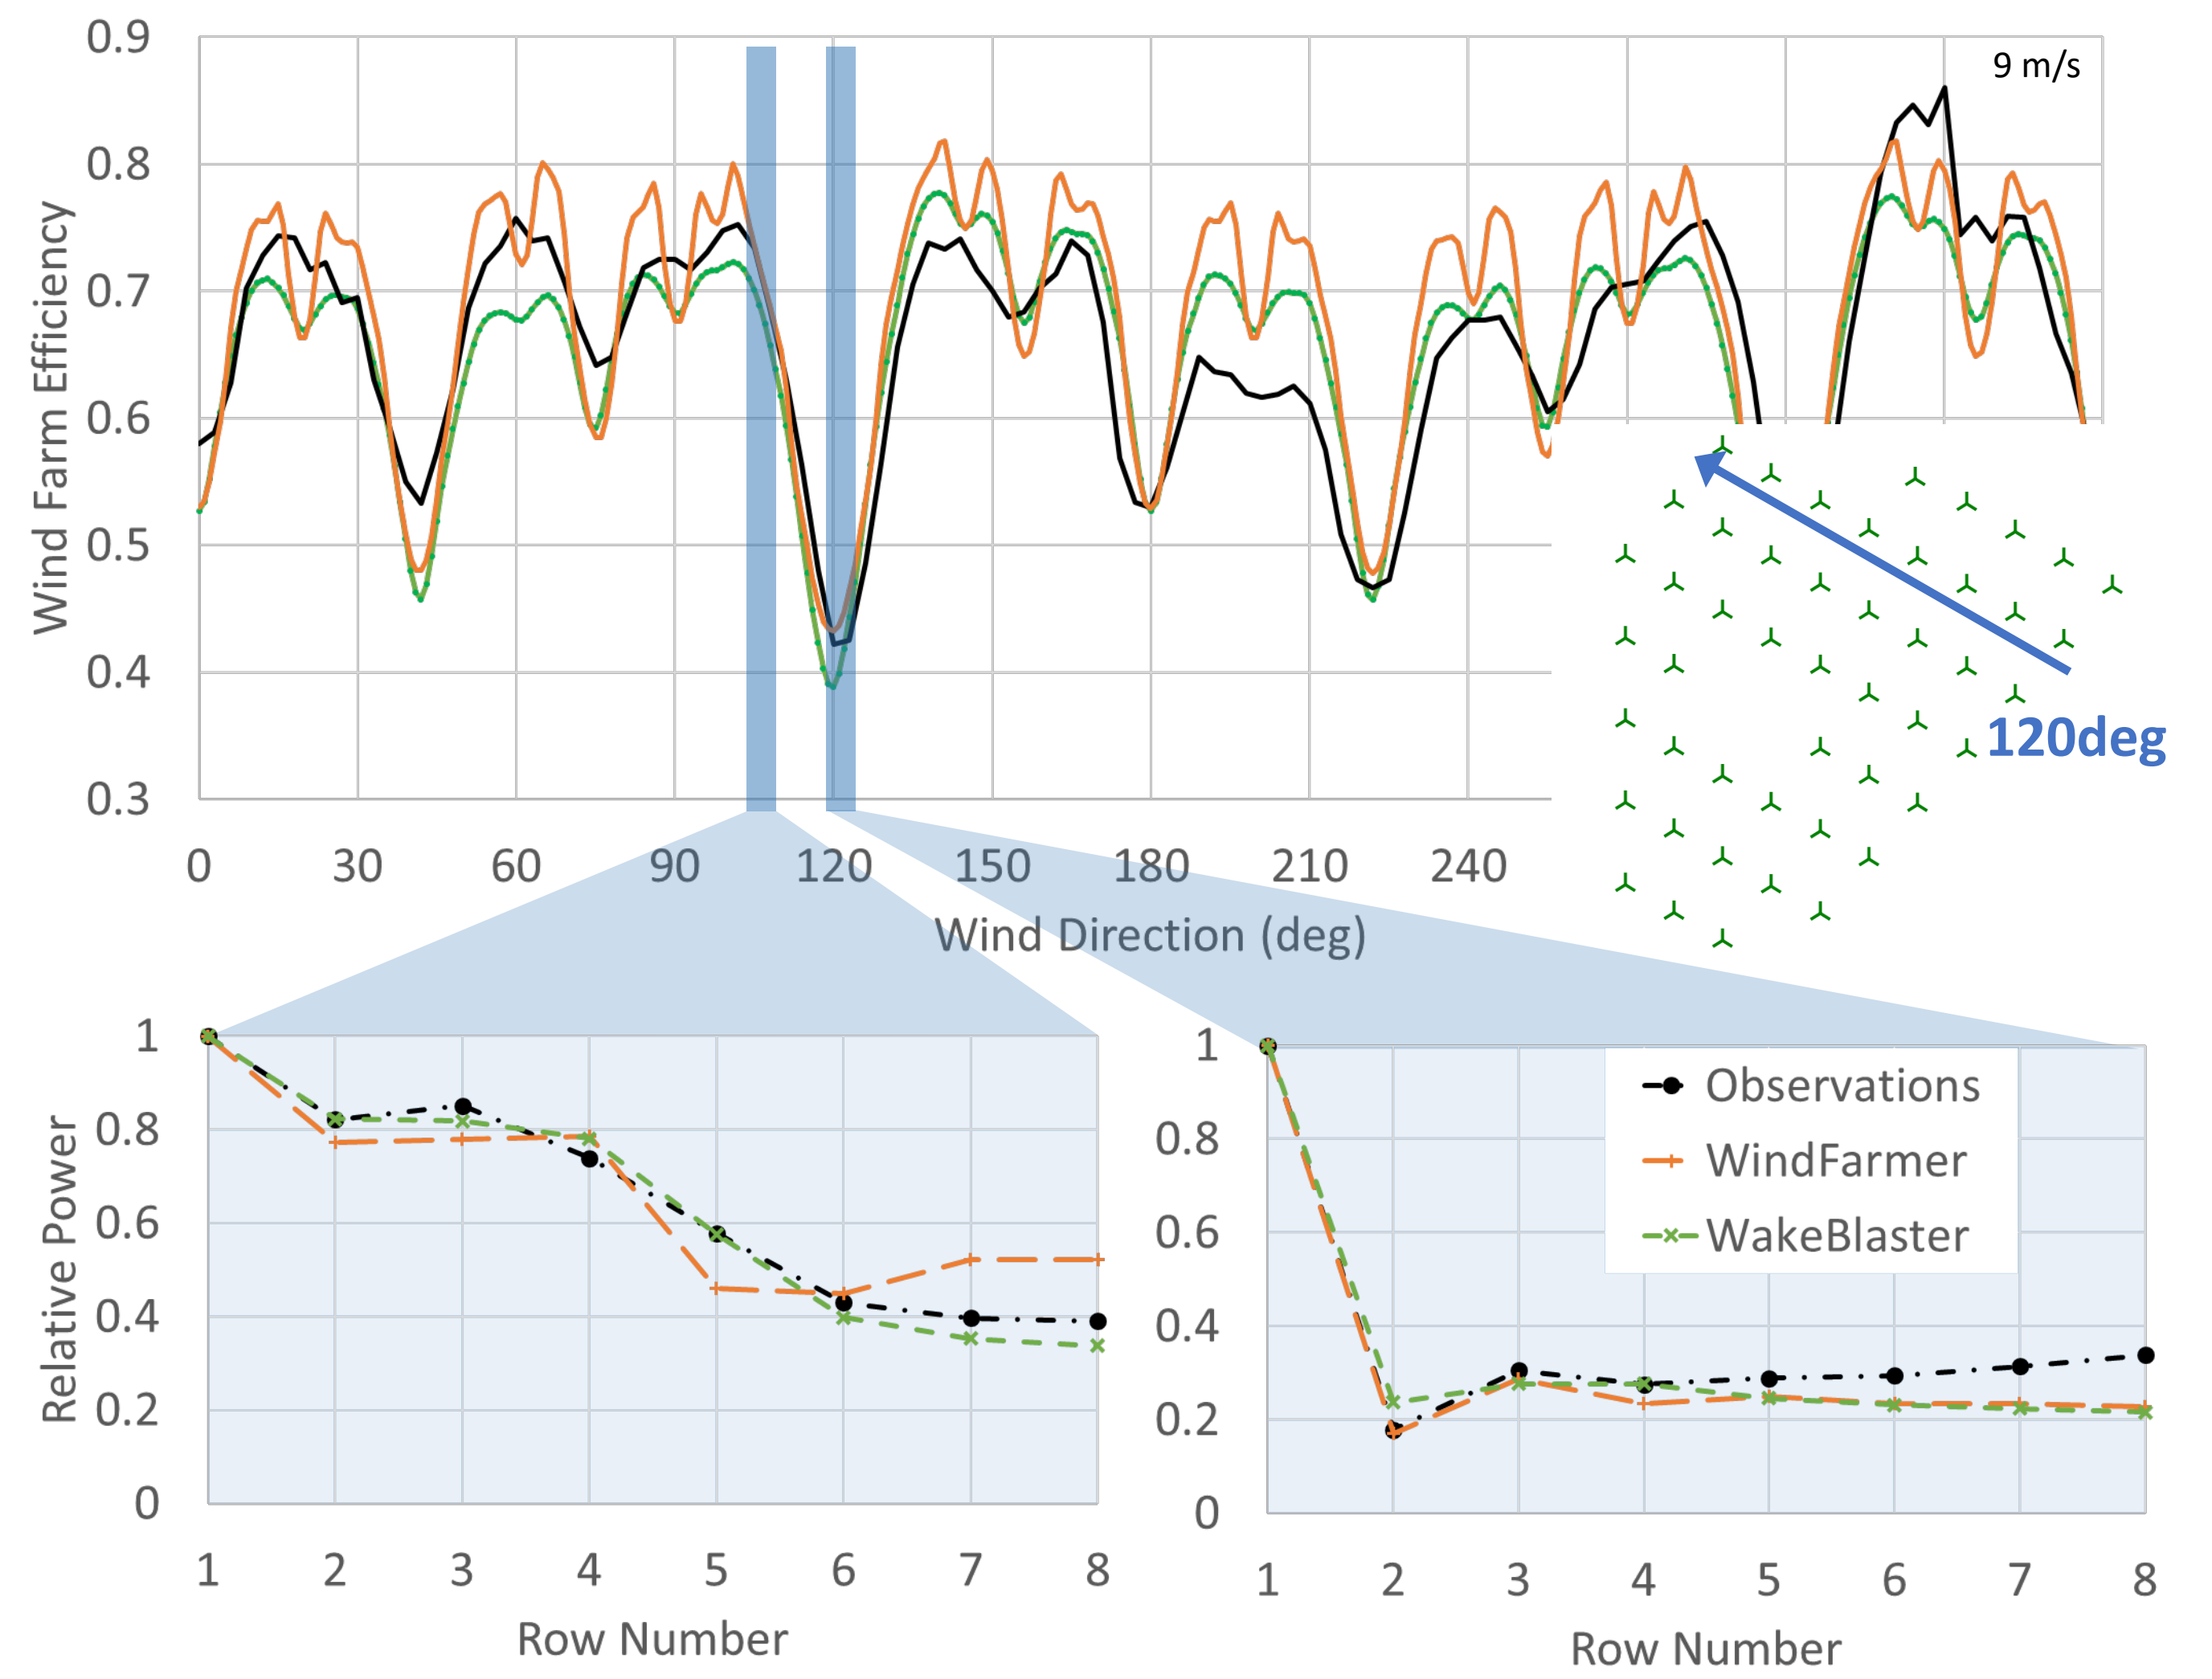 0.9
0.8
0.7
0.6
0.5
0.4
0.3
Wind Farm Efficiency
9 m/s
120deg
0 30 60 90 120 150 180 210 240
Wind Direction (deg)
1
0.8
0.6
0.4
0.2
0
Relative Power
1 2 3 4 5 6 7 8
Row Number
1
0.8
0.6
0.4
0.2
0
Observations
WindFarmer
WakeBlaster
1 2 3 4 5 6 7 8
Row Number